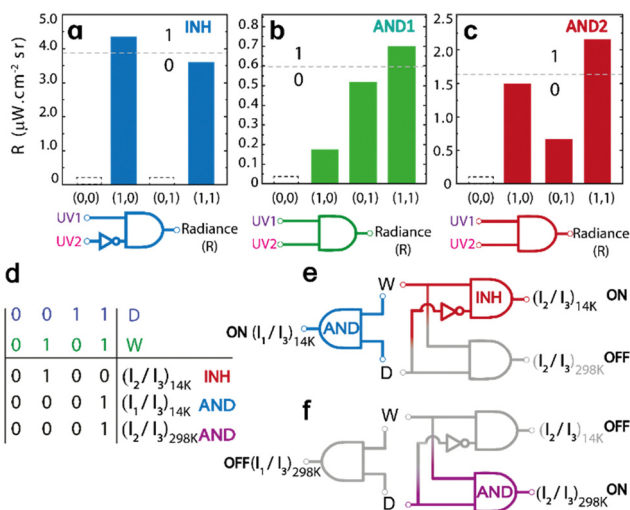 a INH
R (µW.cm⁻² sr)
5.0
4.0
3.0
2.0
1.0
0
1
0
(0,0) (1,0) (0,1) (1,1)
UV1
UV2
Radiance
(R)
b AND1
0.8
0.7
0.6
0.5
0.4
0.3
0.2
0.1
0
1
0
(0,0) (1,0) (0,1) (1,1)
UV1
UV2
Radiance
(R)
c AND2
2.5
2.0
1.5
1.0
0.5
0
1
0
(0,0) (1,0) (0,1) (1,1)
UV1
UV2
Radiance
(R)
d
0 0 1 1 D
0 1 0 1 W
0 1 0 0 (I₂/I₃)14K INH
0 0 0 1 (I₁/I₃)14K AND
0 0 0 1 (I₂/I₃)298K AND
e
W
INH
(I₂/I₃)14K ON
ON (I₁/I₃)14K
AND
(I₂/I₃)298K OFF
D
f
W
(I₂/I₃)14K OFF
OFF(I₁/I₃)298K
AND
(I₂/I₃)298K ON
D